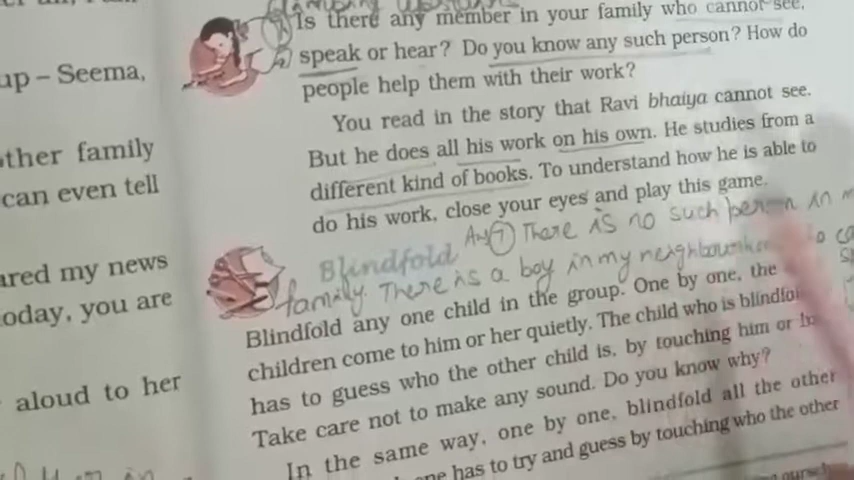 up – Seema,
other family
can even tell
ared my news
oday, you are
aloud to her
Is there any member in your family who cannot see,
speak or hear? Do you know any such person? How do
people help them with their work?
You read in the story that Ravi bhaiya cannot see.
But he does all his work on his own. He studies from a
different kind of books. To understand how he is able to
do his work, close your eyes and play this game.
Ans ① There is no such person in m
Blindfold
family. There is a boy in my
Blindfold any one child in the group. One by one, the
children come to him or her quietly. The child who is
has to guess who the other child is, by touching him or
Take care not to make any sound. Do you know why?
In the same way, one by one, blindfold all the other
one has to try and guess by touching who the other